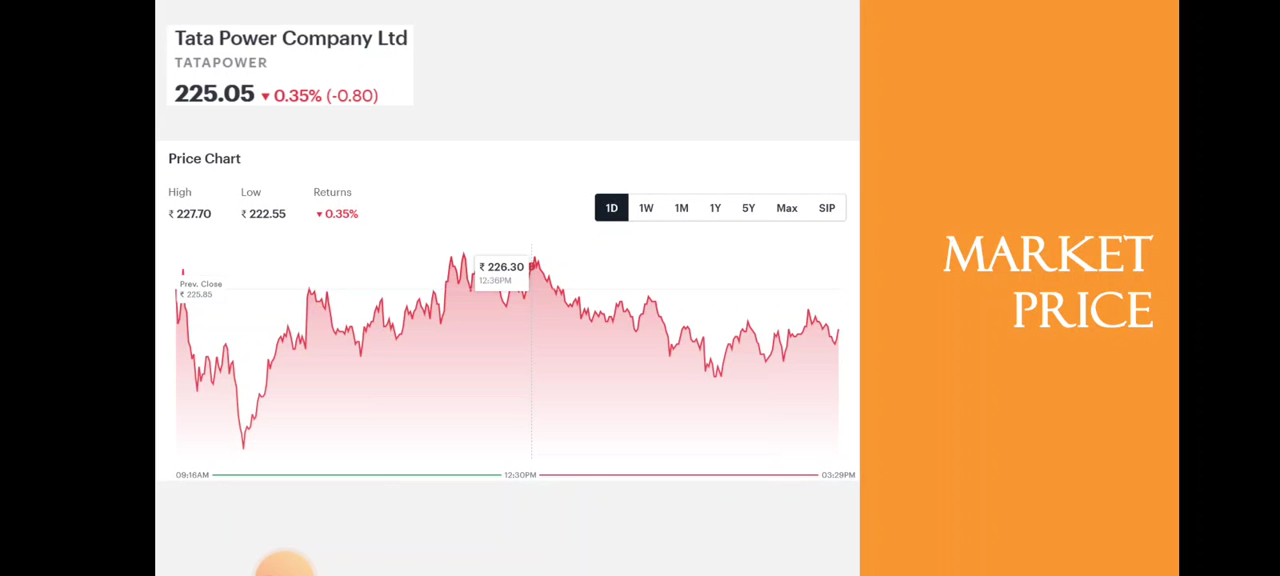 Tata Power Company Ltd
TATAPOWER
225.05 ▼ 0.35% (-0.80)
Price Chart
High Low Returns
₹ 227.70 ₹ 222.55 ▼ 0.35%
1D 1W 1M 1Y 5Y Max SIP
₹ 226.30
12:36PM
Prev. Close
₹ 225.85
09:16AM 12:30PM 03:29PM
MARKET
PRICE